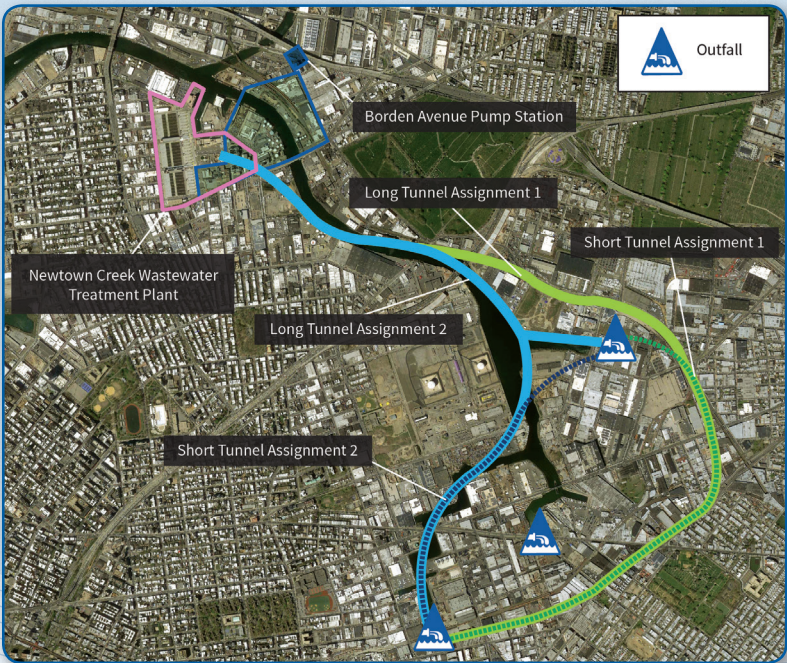 Outfall
Borden Avenue Pump Station
Long Tunnel Assignment 1
Short Tunnel Assignment 1
Newtown Creek Wastewater
Treatment Plant
Long Tunnel Assignment 2
Short Tunnel Assignment 2